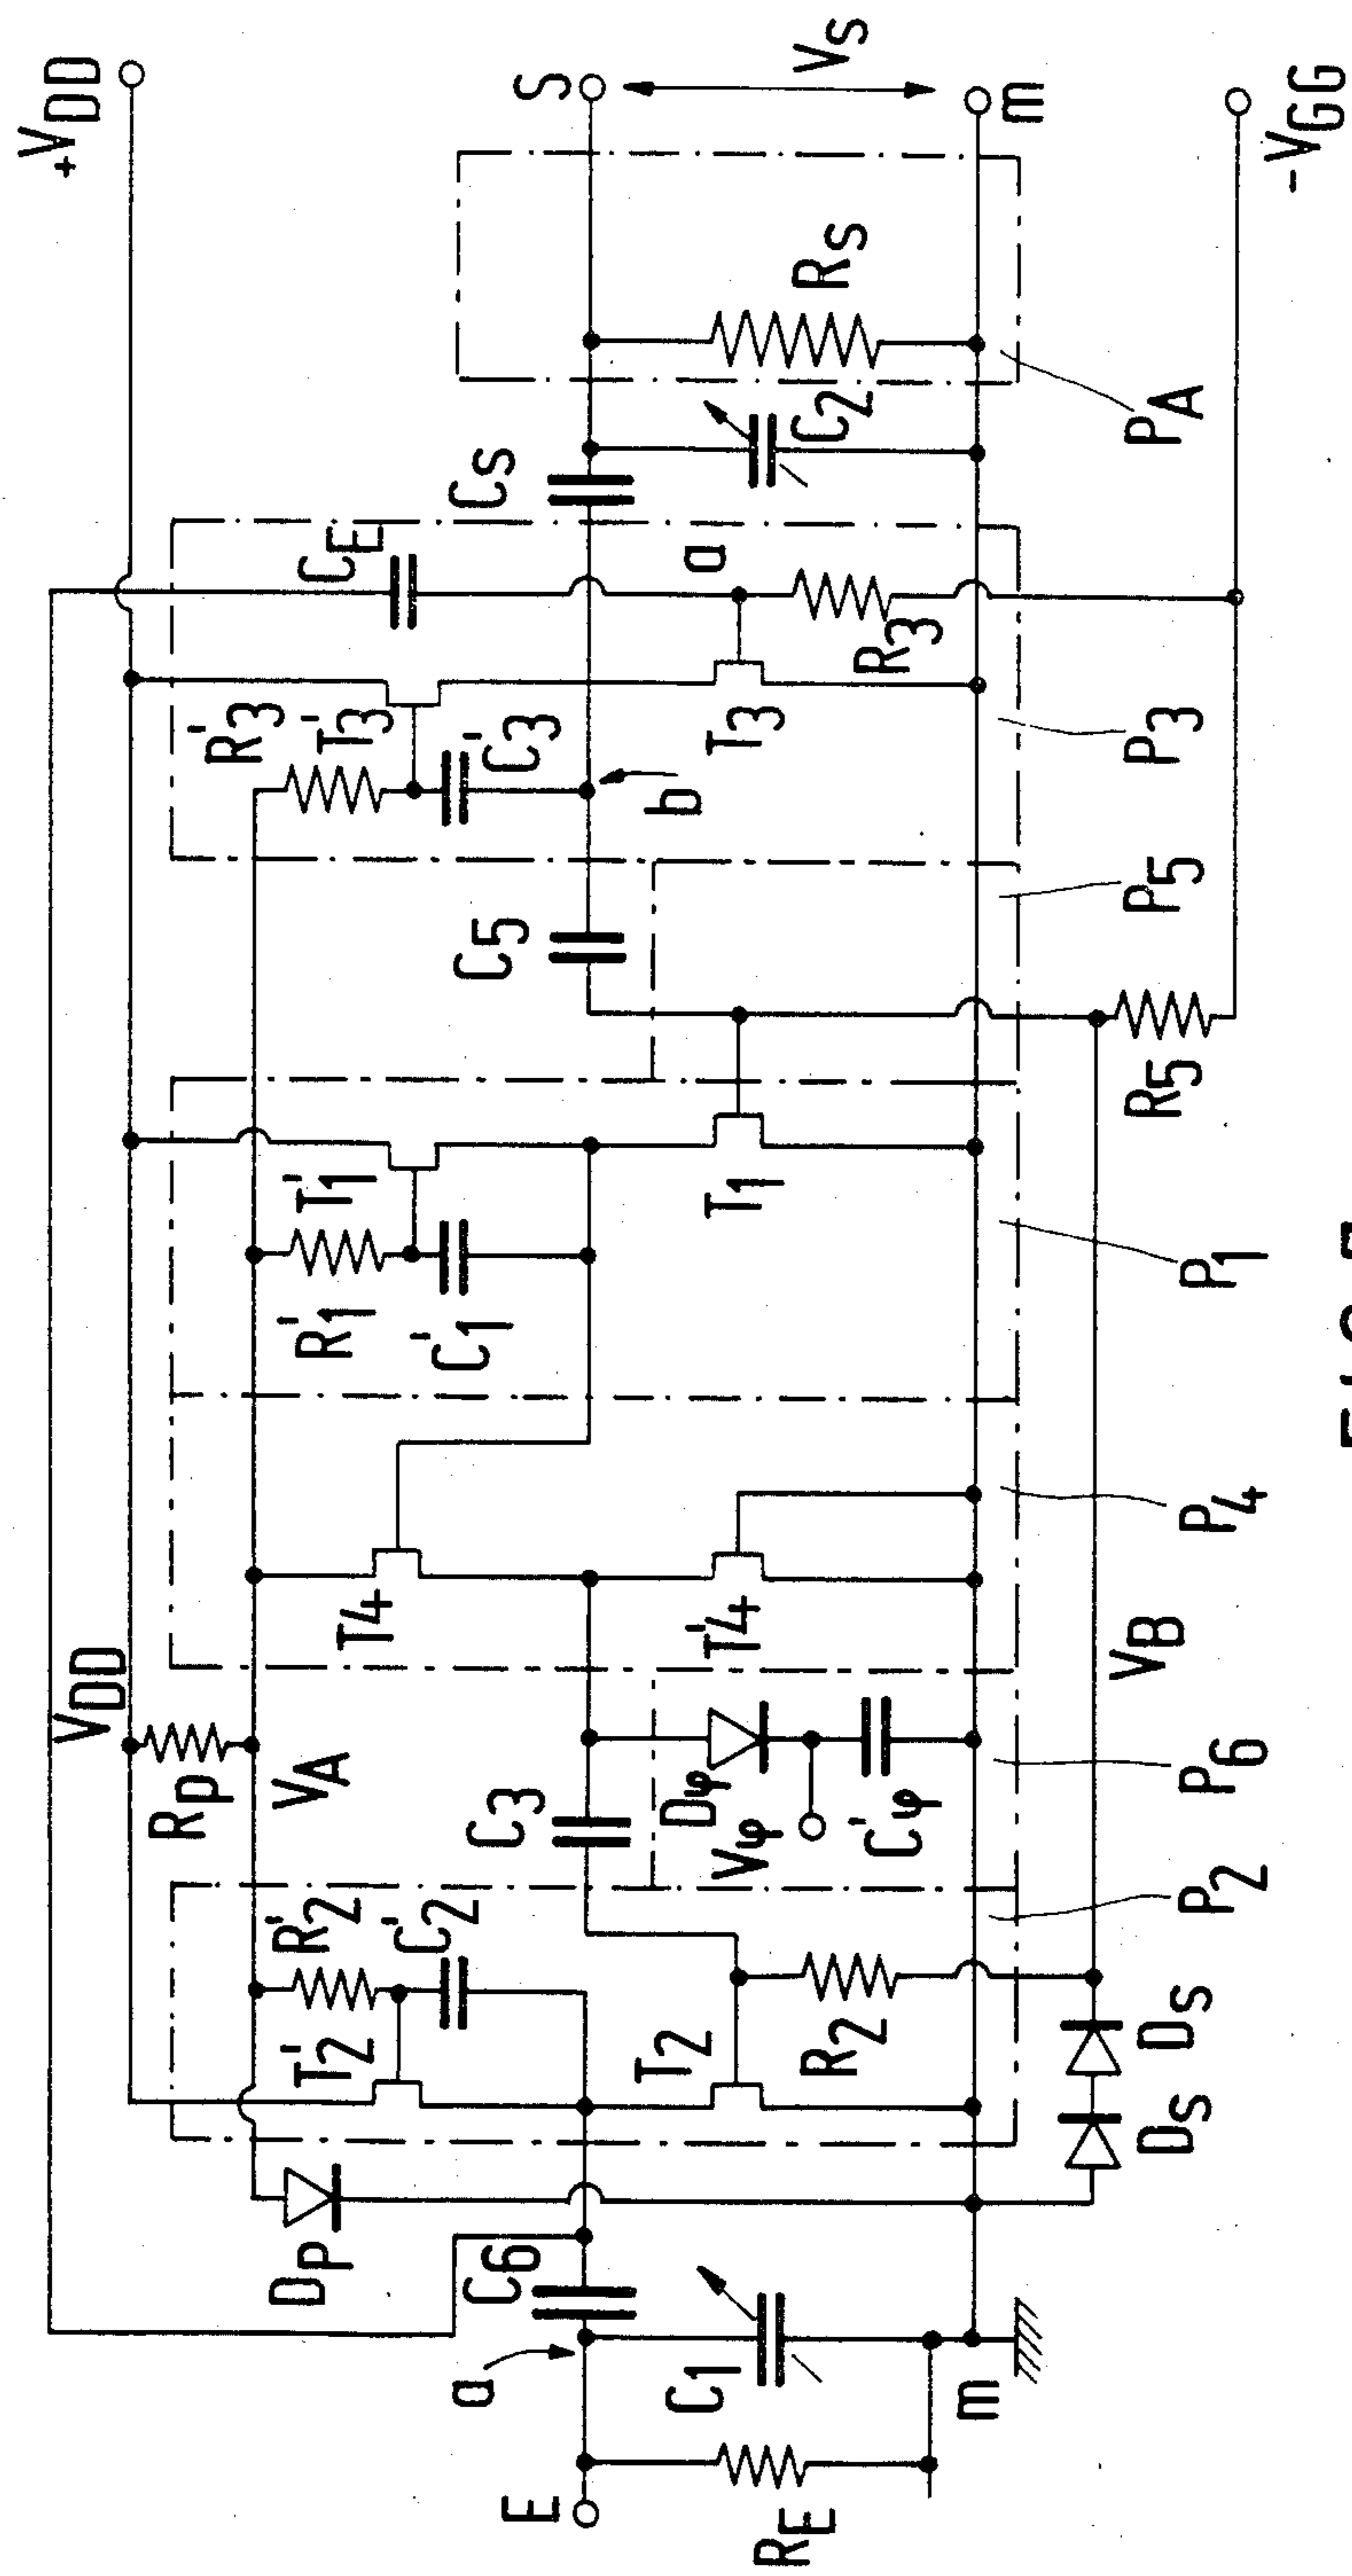 +VDD
S
VS
m
-VGG
RS
PA
C2
CS
CE
a
R3
R'3
T'3
C'3
T3
b
P3
P5
C5
R5
T'1
R'1
C'1
T1
P1
T4
T'4
P4
VDD
RP
VA
VB
C3
Dφ
Vφ
C'φ
P6
P2
R'2
C'2
T'2
T2
R2
DS
DS
DP
C6
a
C1
m
E
RE